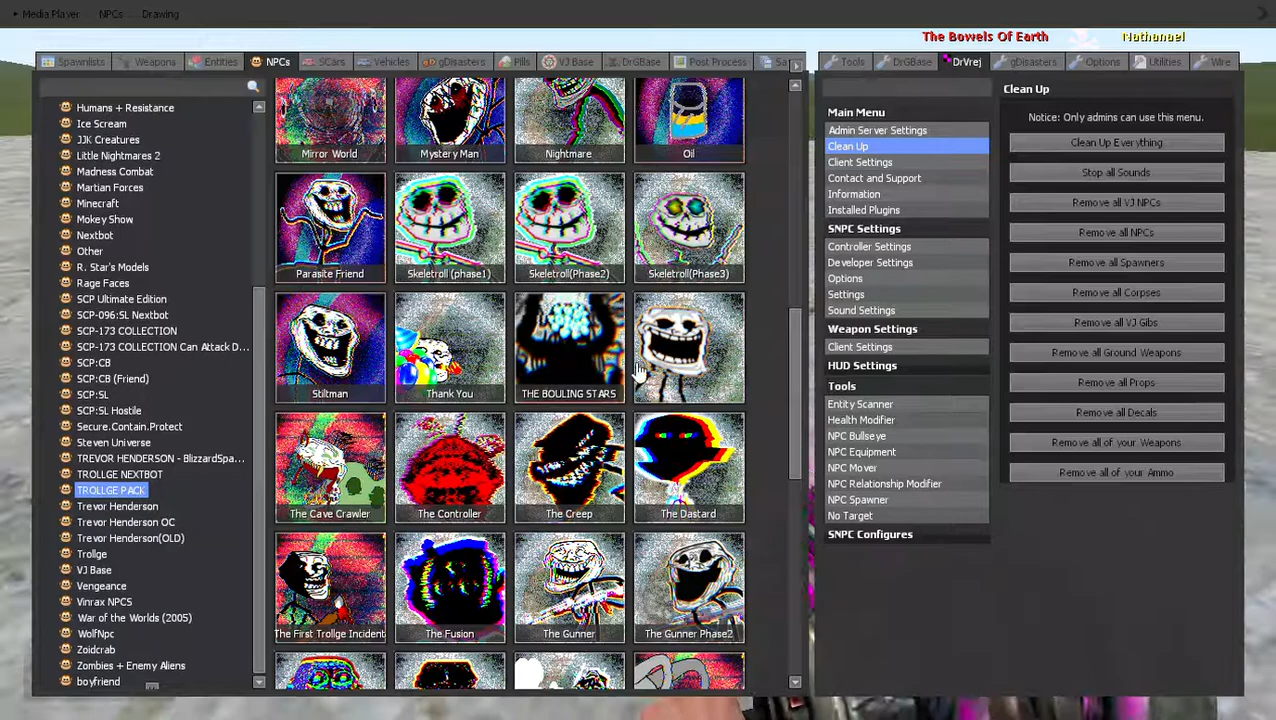 Media Player NPCs Drawing
The Bowels Of Earth Nathanael
Spawnlists Weapons Entities NPCs SCars Vehicles gDisasters Pills VJ Base DrGBase Post Process Sa
Tools DrGBase DrVrej gDisasters Options Utilities Wire
Humans + Resistance
Ice Scream
JJK Creatures
Little Nightmares 2
Madness Combat
Martian Forces
Minecraft
Mokey Show
Nextbot
Other
R. Star's Models
Rage Faces
SCP Ultimate Edition
SCP-096:SL Nextbot
SCP-173 COLLECTION
SCP-173 COLLECTION Can Attack D...
SCP:CB
SCP:CB (Friend)
SCP:SL
SCP:SL Hostile
Secure.Contain.Protect
Steven Universe
TREVOR HENDERSON - BlizzardSpa...
TROLLGE NEXTBOT
TROLLGE PACK
Trevor Henderson
Trevor Henderson OC
Trevor Henderson(OLD)
Trollge
VJ Base
Vengeance
Vinrax NPCS
War of the Worlds (2005)
WolfNpc
Zoidcrab
Zombies + Enemy Aliens
boyfriend
Mirror World Mystery Man Nightmare Oil
Parasite Friend Skeletroll (phase1) Skeletroll(Phase2) Skeletroll(Phase3)
Stiltman Thank You THE BOULING STARS
The Cave Crawler The Controller The Creep The Dastard
The First Trollge Incident The Fusion The Gunner The Gunner Phase2
Main Menu
Admin Server Settings
Clean Up
Client Settings
Contact and Support
Information
Installed Plugins
SNPC Settings
Controller Settings
Developer Settings
Options
Settings
Sound Settings
Weapon Settings
Client Settings
HUD Settings
Tools
Entity Scanner
Health Modifier
NPC Bullseye
NPC Equipment
NPC Mover
NPC Relationship Modifier
NPC Spawner
No Target
SNPC Configures
Clean Up
Notice: Only admins can use this menu.
Clean Up Everything
Stop all Sounds
Remove all VJ NPCs
Remove all NPCs
Remove all Spawners
Remove all Corpses
Remove all VJ Gibs
Remove all Ground Weapons
Remove all Props
Remove all Decals
Remove all of your Weapons
Remove all of your Ammo